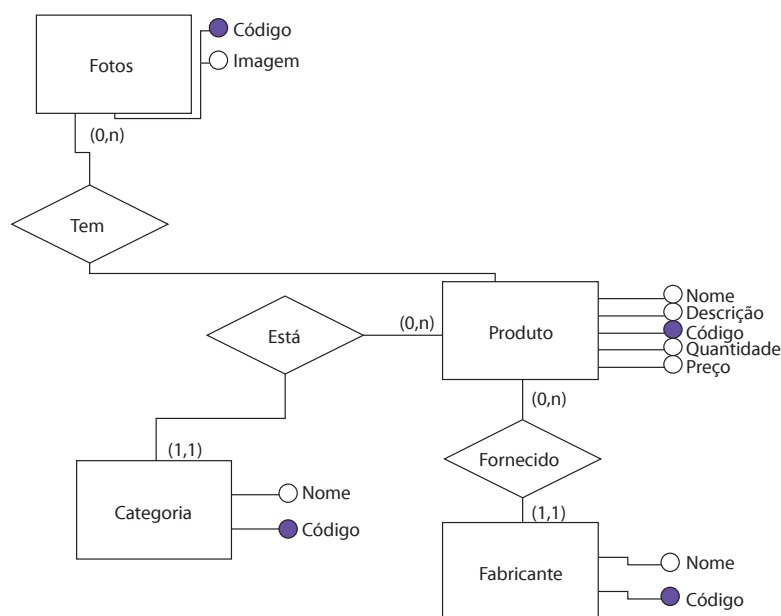 Código
Fotos
Imagem
(0,n)
Tem
Nome
Descrição
(0,n)
Produto
Código
Está
Quantidade
Preço
(0,n)
(1,1)
Fornecido
Nome
Categoria
Código
(1,1)
Nome
Fabricante
Código